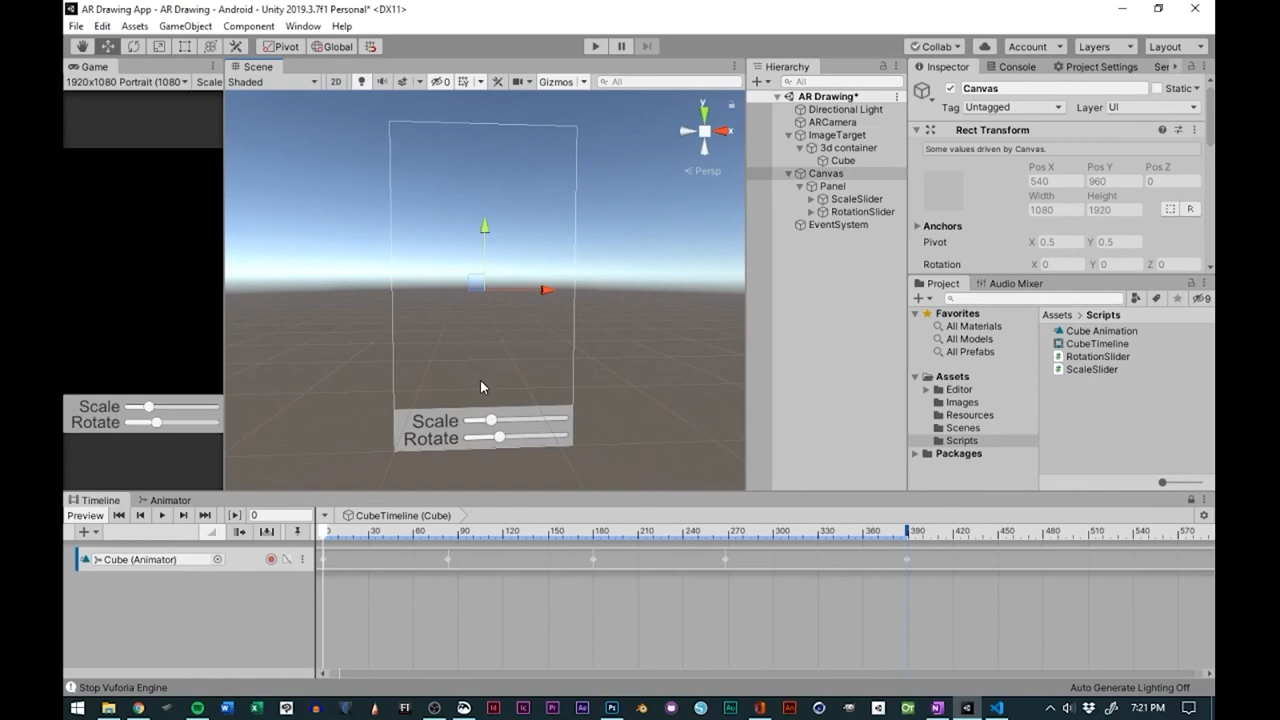 AR Drawing App - AR Drawing - Android - Unity 2019.3.7f1 Personal* <DX11>
File Edit Assets GameObject Component Window Help
Pivot Global Collab Account Layers Layout
Game Scene Hierarchy Inspector Console Project Settings Ser
1920x1080 Portrait (1080 Scale Shaded 2D 0 Gizmos All All
Canvas Static
Tag Untagged Layer UI
AR Drawing*
Directional Light
ARCamera
ImageTarget
3d container
Cube
Canvas
Panel
ScaleSlider
RotationSlider
EventSystem
y
x
Persp
Rect Transform
Some values driven by Canvas.
Pos X Pos Y Pos Z
540 960 0
Width Height
1080 1920 R
Anchors
Pivot X 0.5 Y 0.5
Rotation X 0 Y 0 Z 0
Project Audio Mixer
9
Favorites
All Materials
All Models
All Prefabs
Assets
Editor
Images
Resources
Scenes
Scripts
Packages
Assets > Scripts
Cube Animation
CubeTimeline
RotationSlider
ScaleSlider
Scale
Rotate
Scale
Rotate
Timeline Animator
Preview 0 CubeTimeline (Cube)
0 30 60 90 120 150 180 210 240 270 300 330 360 390 420 450 480 510 540 570
Cube (Animator)
Stop Vuforia Engine Auto Generate Lighting Off
7:21 PM